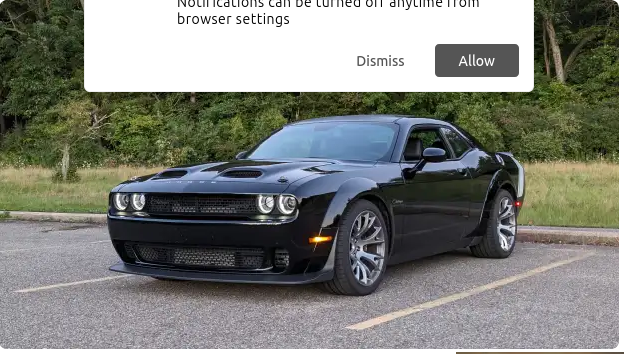 Notifications can be turned off anytime from
browser settings
Dismiss
Allow